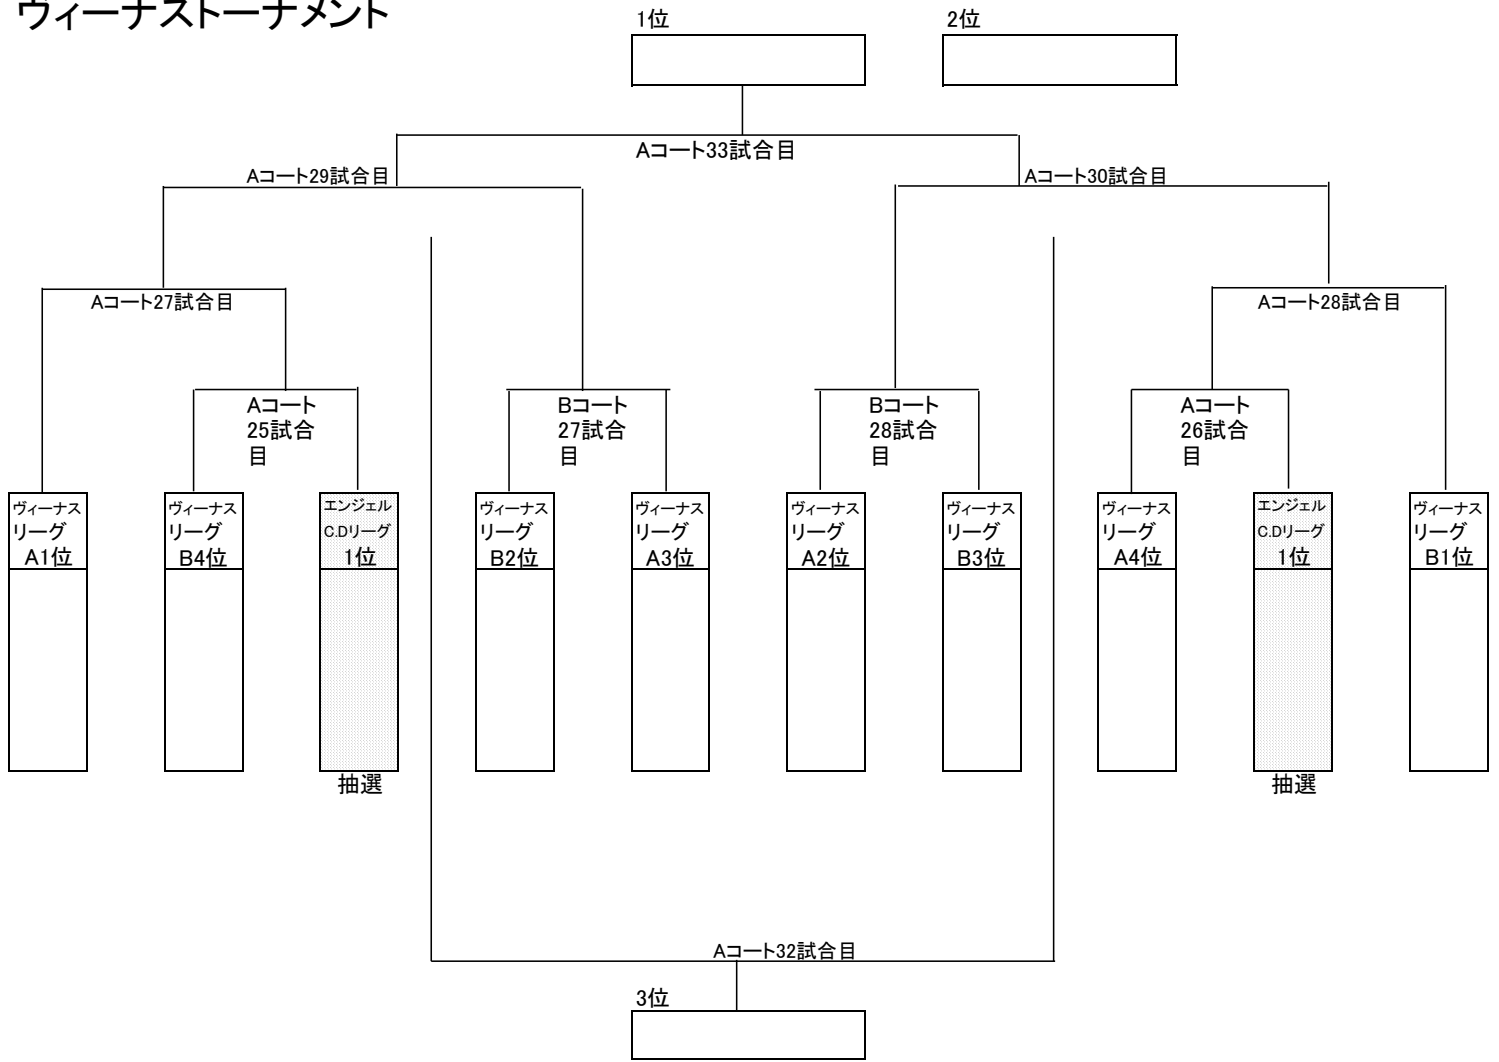 ヴィーナストーナメント
1位
2位
Aコート33試合目
Aコート29試合目
Aコート30試合目
Aコート27試合目
Aコート28試合目
Aコート
25試合
目
Bコート
27試合
目
Bコート
28試合
目
Aコート
26試合
目
ヴィーナス
リーグ
A1位
ヴィーナス
リーグ
B4位
エンジェル
C.Dリーグ
1位
ヴィーナス
リーグ
B2位
ヴィーナス
リーグ
A3位
ヴィーナス
リーグ
A2位
ヴィーナス
リーグ
B3位
ヴィーナス
リーグ
A4位
エンジェル
C.Dリーグ
1位
ヴィーナス
リーグ
B1位
抽選
抽選
Aコート32試合目
3位